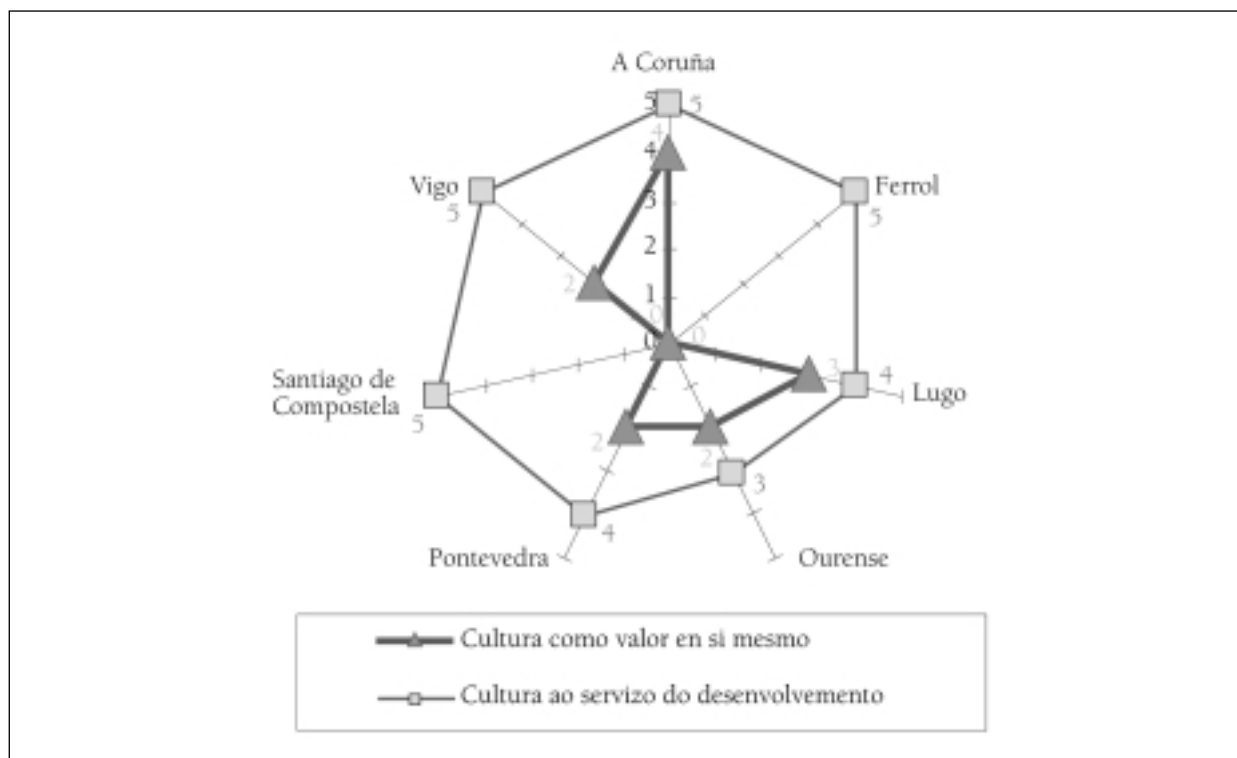 A Coruña
5
5
4
4
3
2
1
0
0
0
Vigo
5
2
Ferrol
5
3
4
Lugo
Santiago de
Compostela
5
2
2
3
4
Pontevedra
Ourense
Cultura como valor en si mesmo
Cultura ao servizo do desenvolvemento